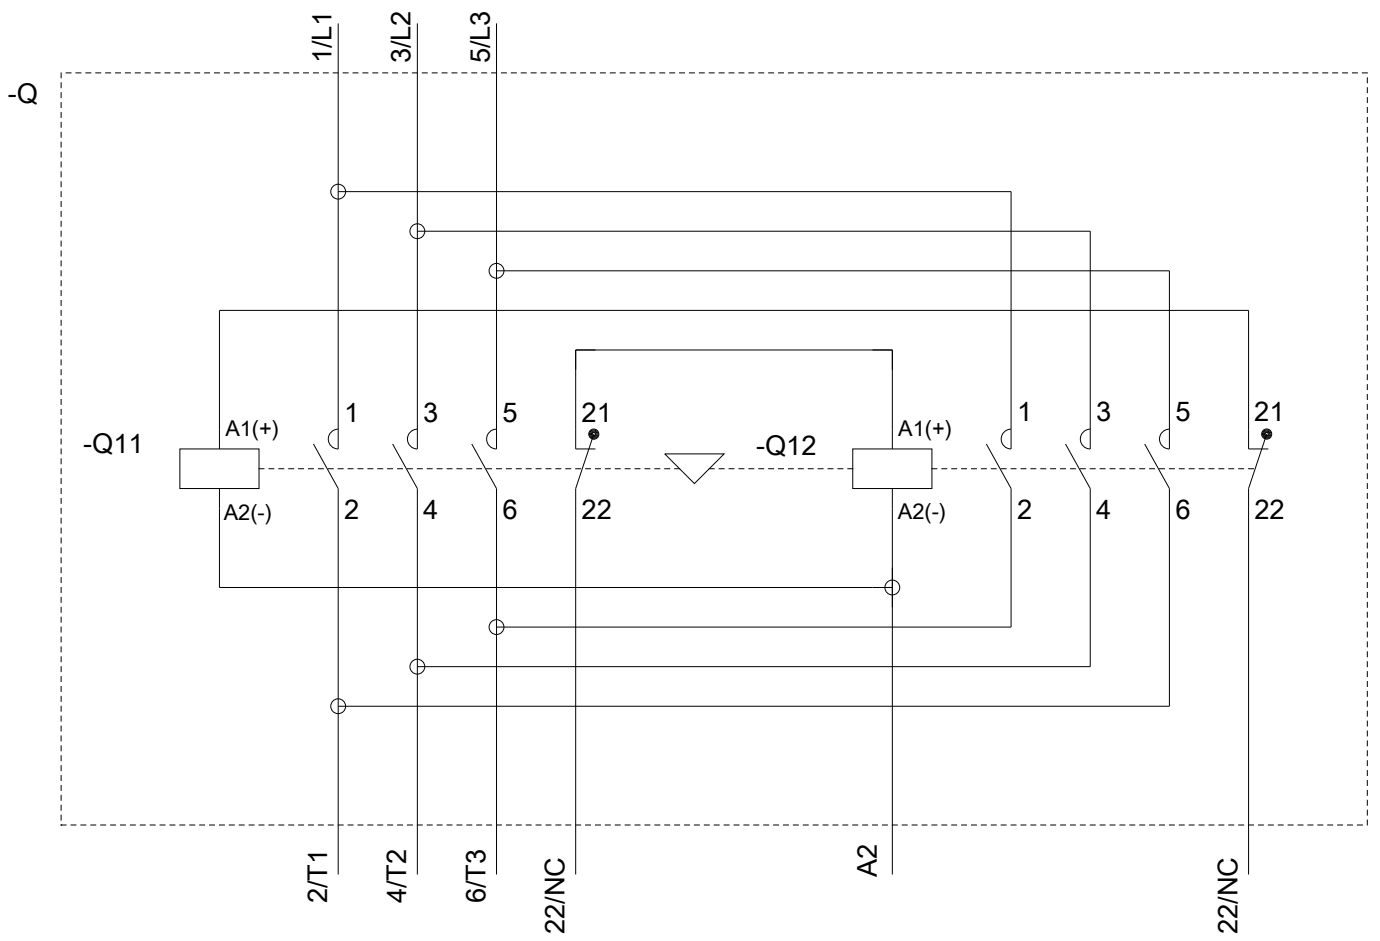 1/L1
3/L2
5/L3
-Q
1
3
5
21
1
3
5
21
A1(+)
A1(+)
-Q11
-Q12
A2(-)
2
4
6
22
A2(-)
2
4
6
22
2/T1
4/T2
6/T3
22/NC
A2
22/NC